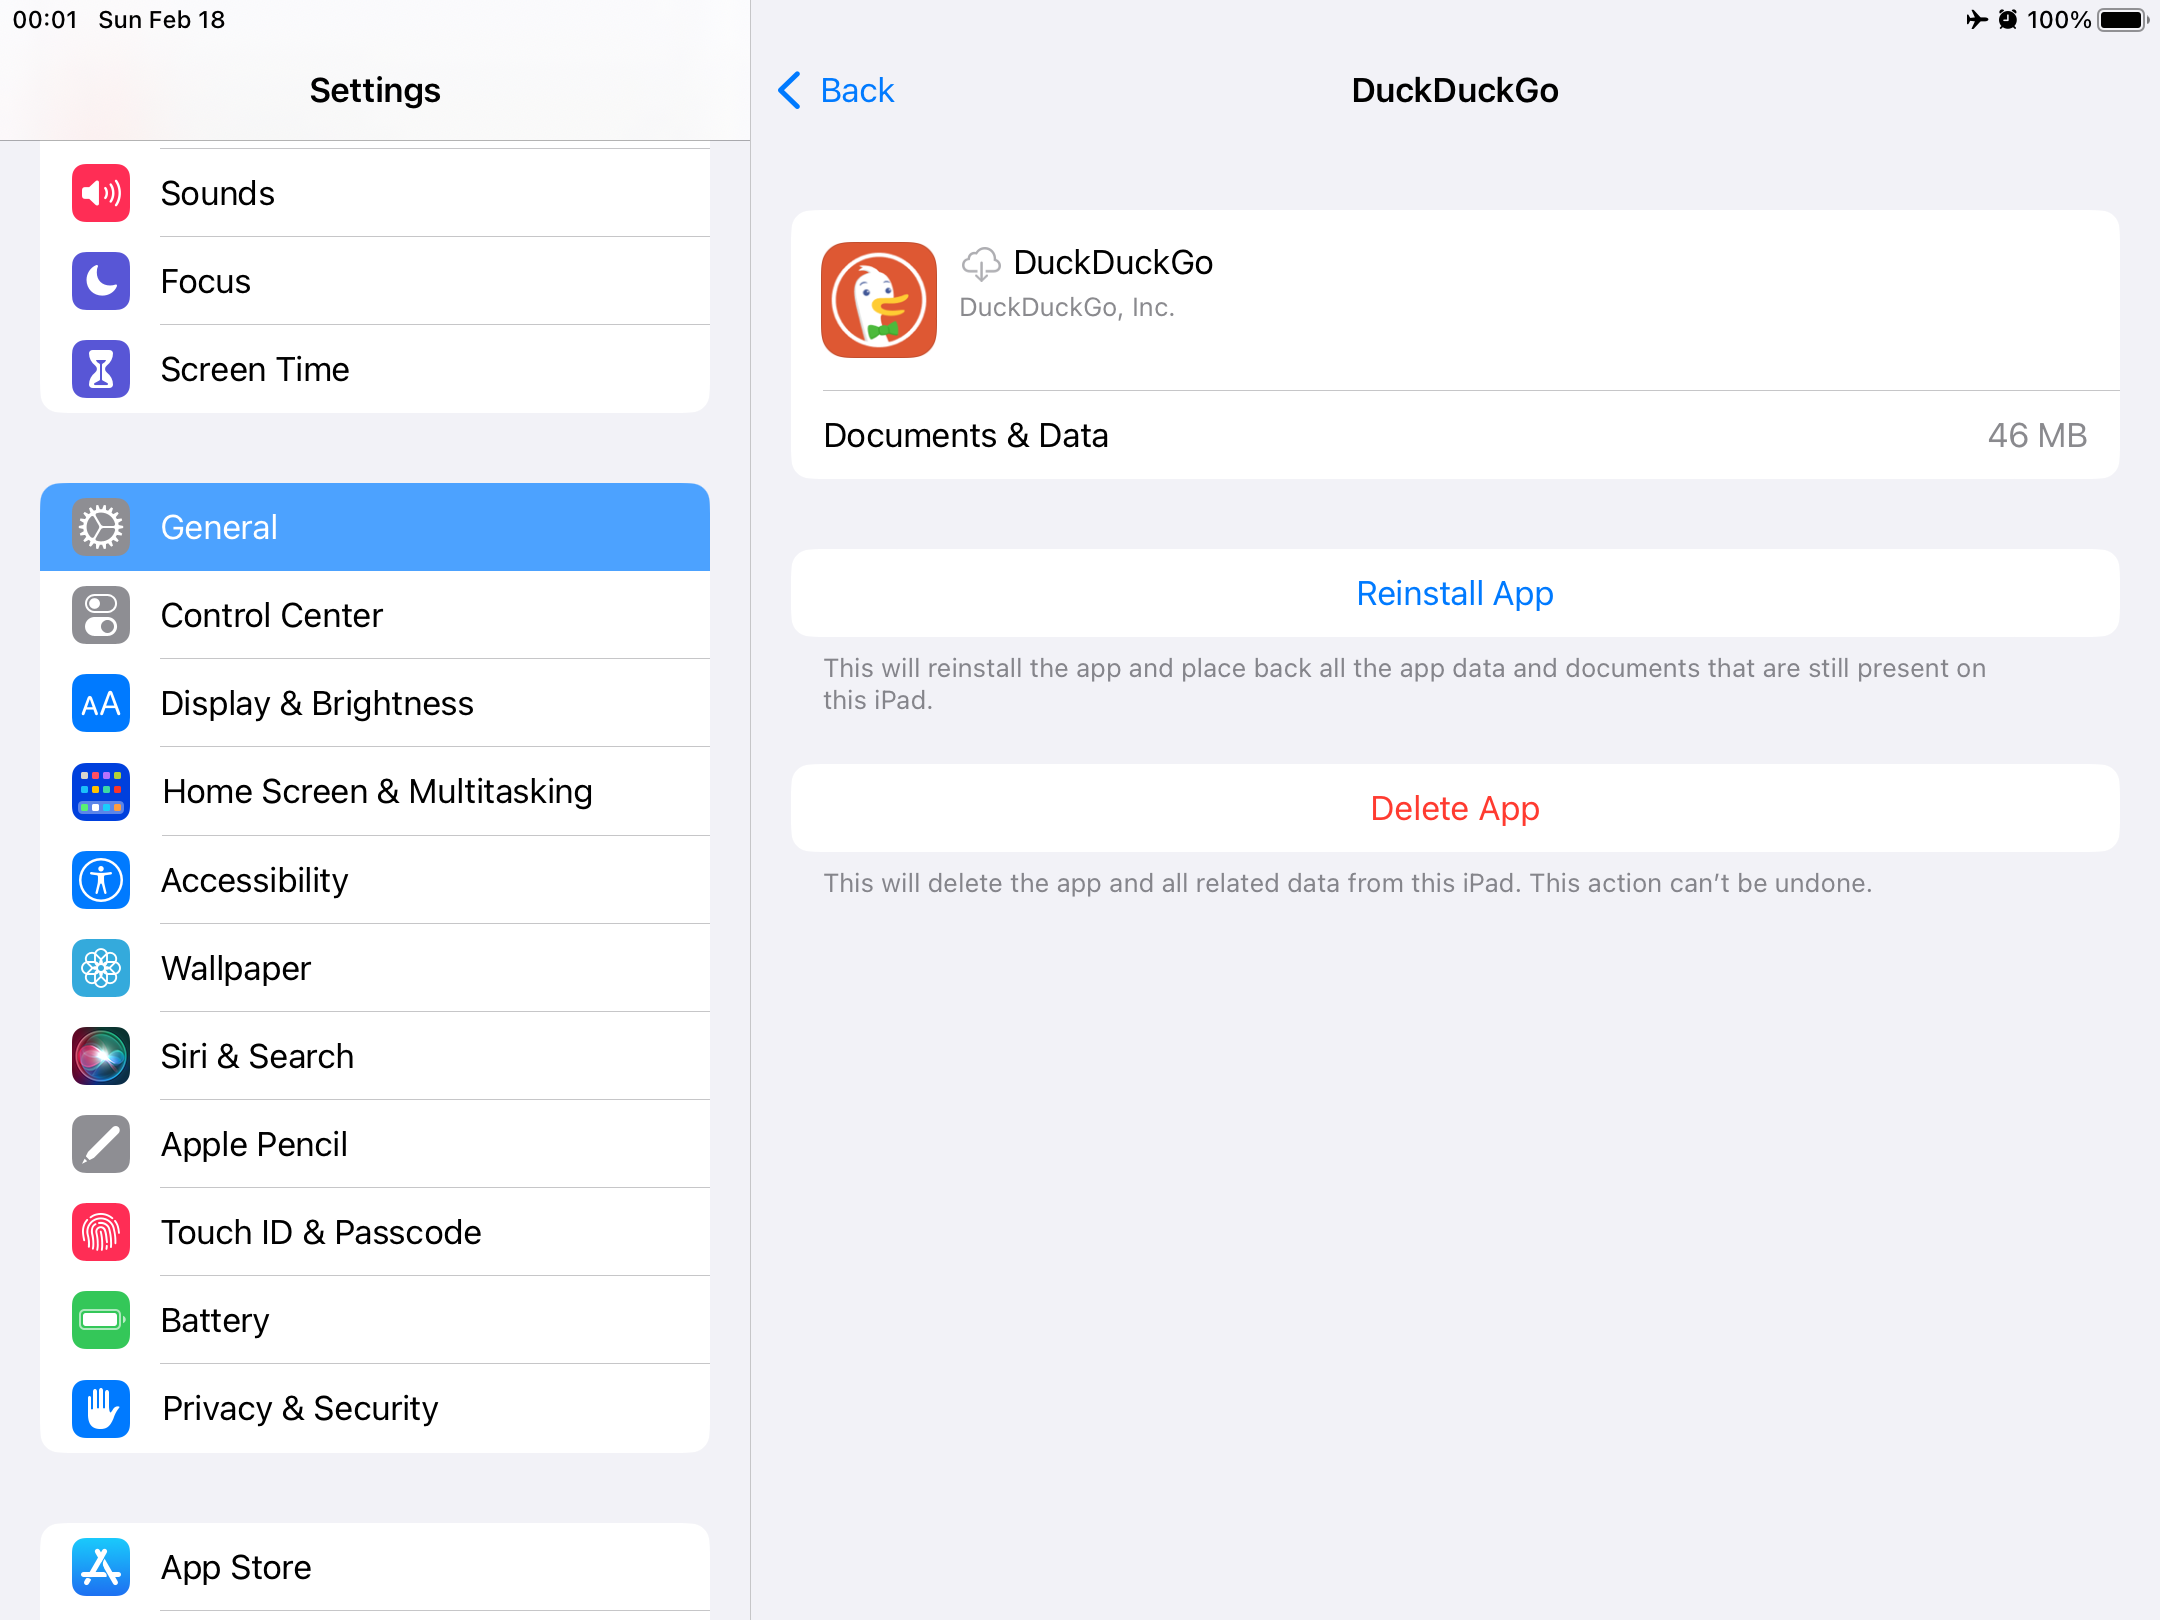 00:01 Sun Feb 18
100%
Settings
Sounds
Focus
Screen Time
General
Control Center
AA Display & Brightness
Home Screen & Multitasking
Accessibility
Wallpaper
Siri & Search
Apple Pencil
Touch ID & Passcode
Battery
Privacy & Security
App Store
Back
DuckDuckGo
DuckDuckGo
DuckDuckGo, Inc.
Documents & Data 46 MB
Reinstall App
This will reinstall the app and place back all the app data and documents that are still present on
this iPad.
Delete App
This will delete the app and all related data from this iPad. This action can’t be undone.